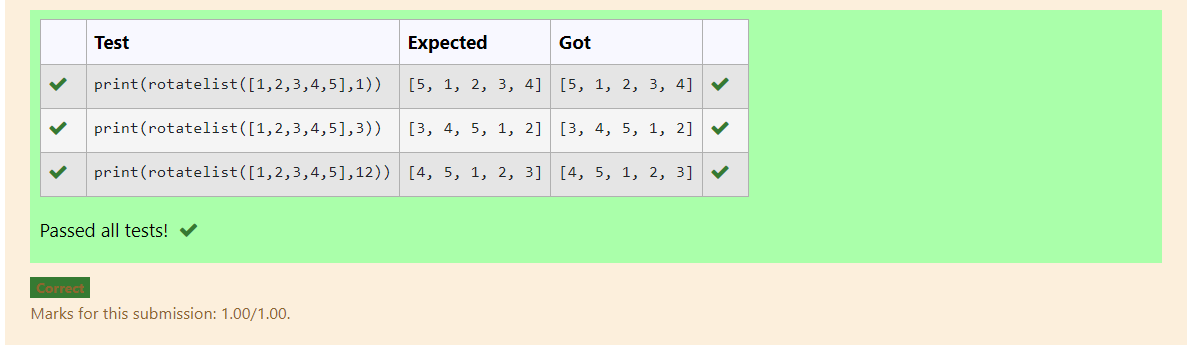 Test Expected Got
print(rotatelist([1,2,3,4,5],1)) [5, 1, 2, 3, 4] [5, 1, 2, 3, 4]
print(rotatelist([1,2,3,4,5],3)) [3, 4, 5, 1, 2] [3, 4, 5, 1, 2]
print(rotatelist([1,2,3,4,5],12)) [4, 5, 1, 2, 3] [4, 5, 1, 2, 3]
Passed all tests!
Correct
Marks for this submission: 1.00/1.00.